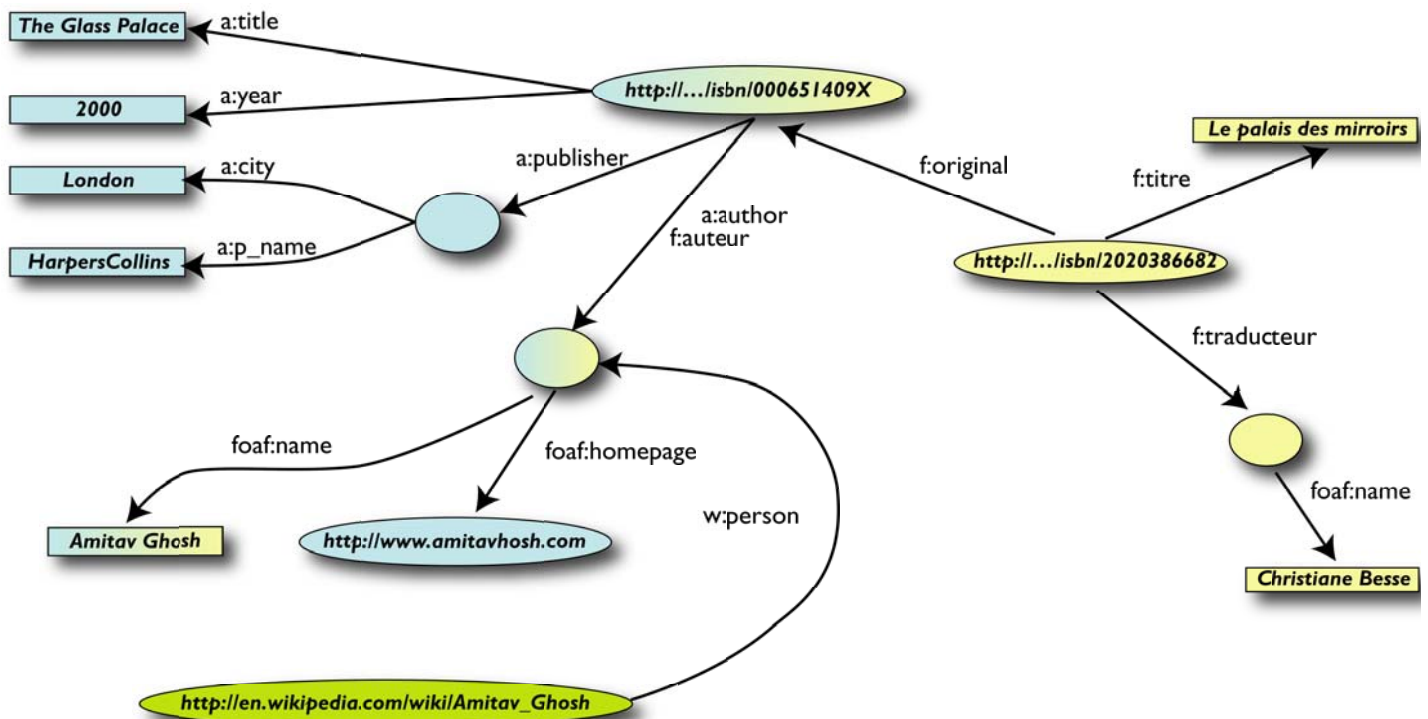 The Glass Palace
a:title
http://…/isbn/000651409X
2000
a:year
Le palais des mirroirs
a:publisher
f:original
London
a:city
f:titre
a:author
f:auteur
HarpersCollins
a:p_name
http://…/isbn/2020386682
f:traducteur
foaf:name
foaf:homepage
foaf:name
w:person
Amitav Ghosh
http://www.amitavhosh.com
Christiane Besse
http://en.wikipedia.com/wiki/Amitav_Ghosh